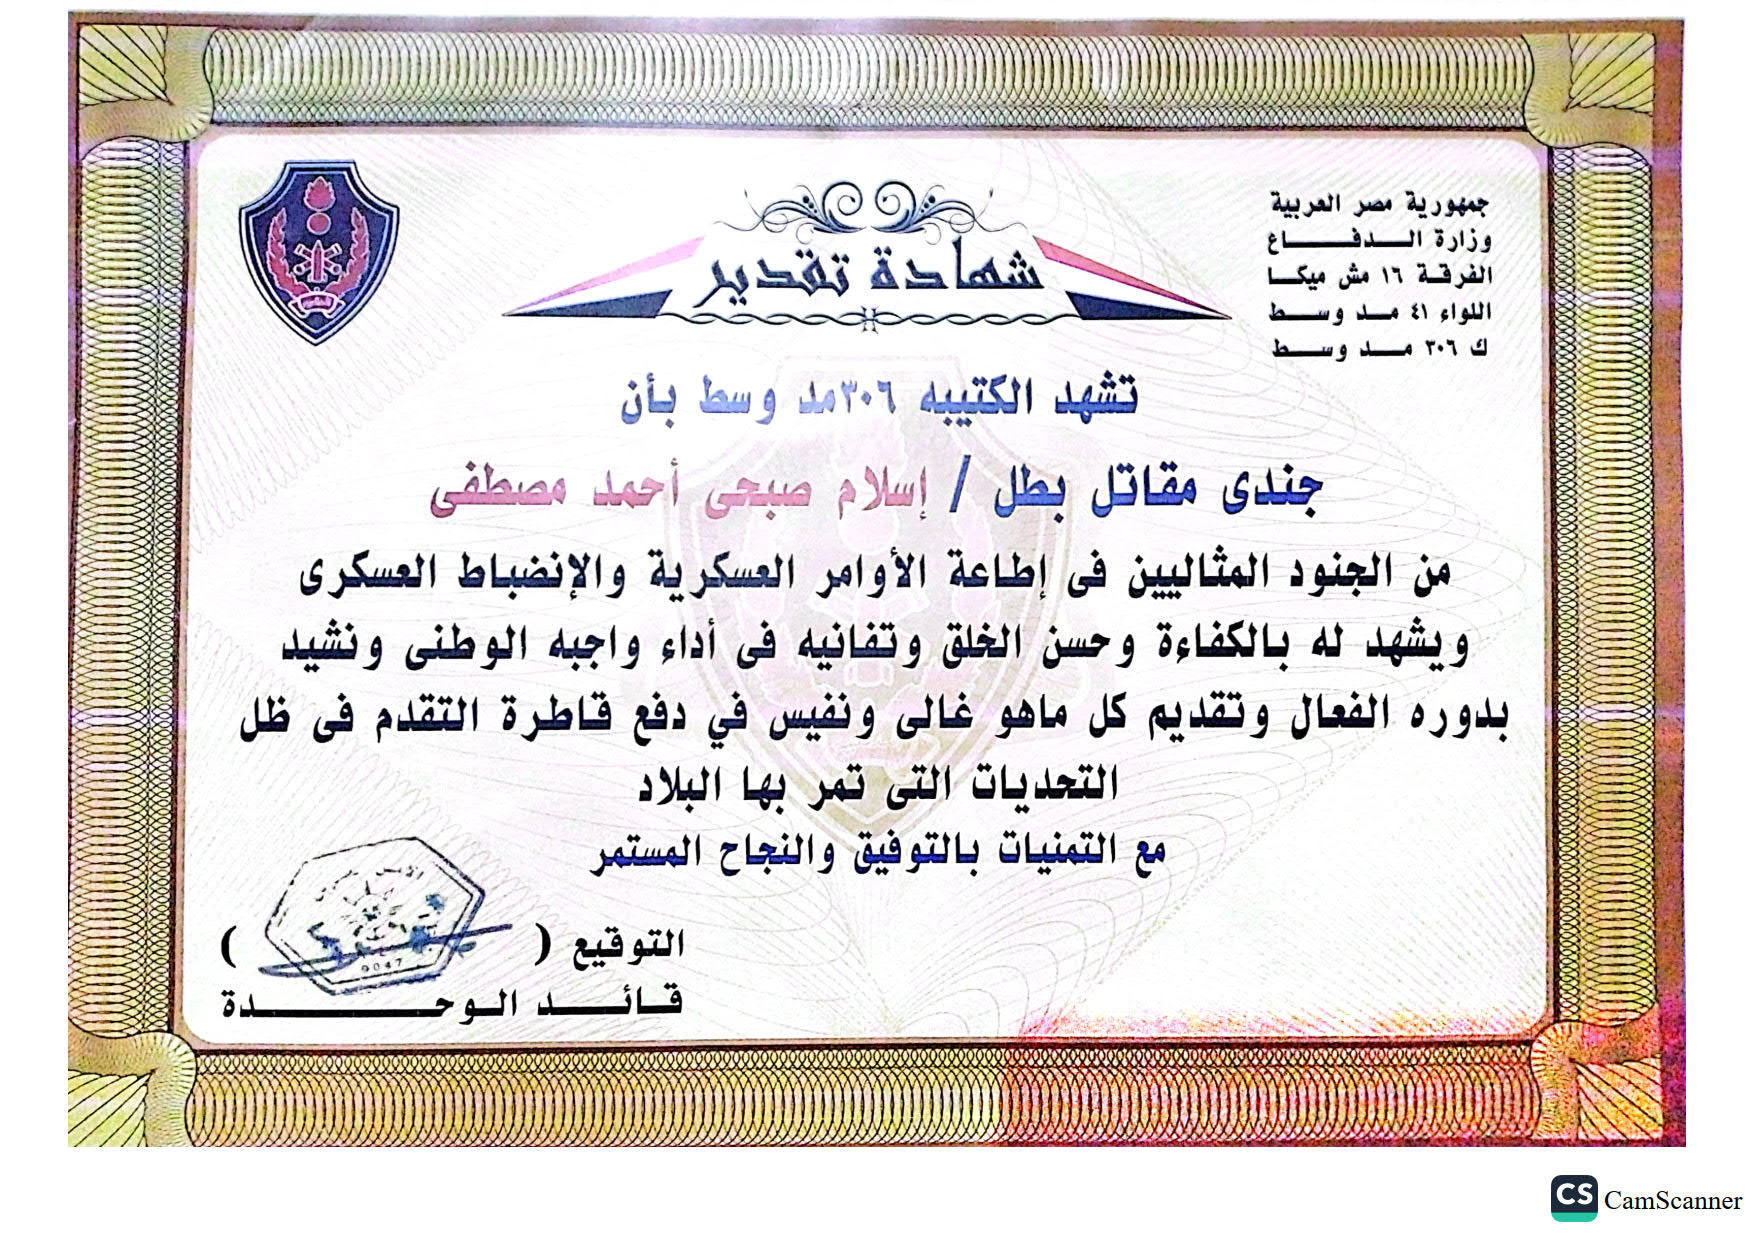 جمهورية مصر العربية
وزارة الدفاع
الفرقة ١٦ مش ميكا
اللواء ٤١ مد وسط
ك ٣٠٦ مد وسط
شهادة تقدير
تشهد الكتيبه ٣٠٦مد وسط بأن
جندى مقاتل بطل / إسلام صبحى أحمد مصطفى
من الجنود المثاليين فى إطاعة الأوامر العسكرية والإنضباط العسكرى
ويشهد له بالكفاءة وحسن الخلق وتفانيه فى أداء واجبه الوطنى ونشيد
بدوره الفعال وتقديم كل ماهو غالى ونفيس في دفع قاطرة التقدم فى ظل
التحديات التى تمر بها البلاد
مع التمنيات بالتوفيق والنجاح المستمر
التوقيع ( )
9047
قائد الوحدة
CS CamScanner